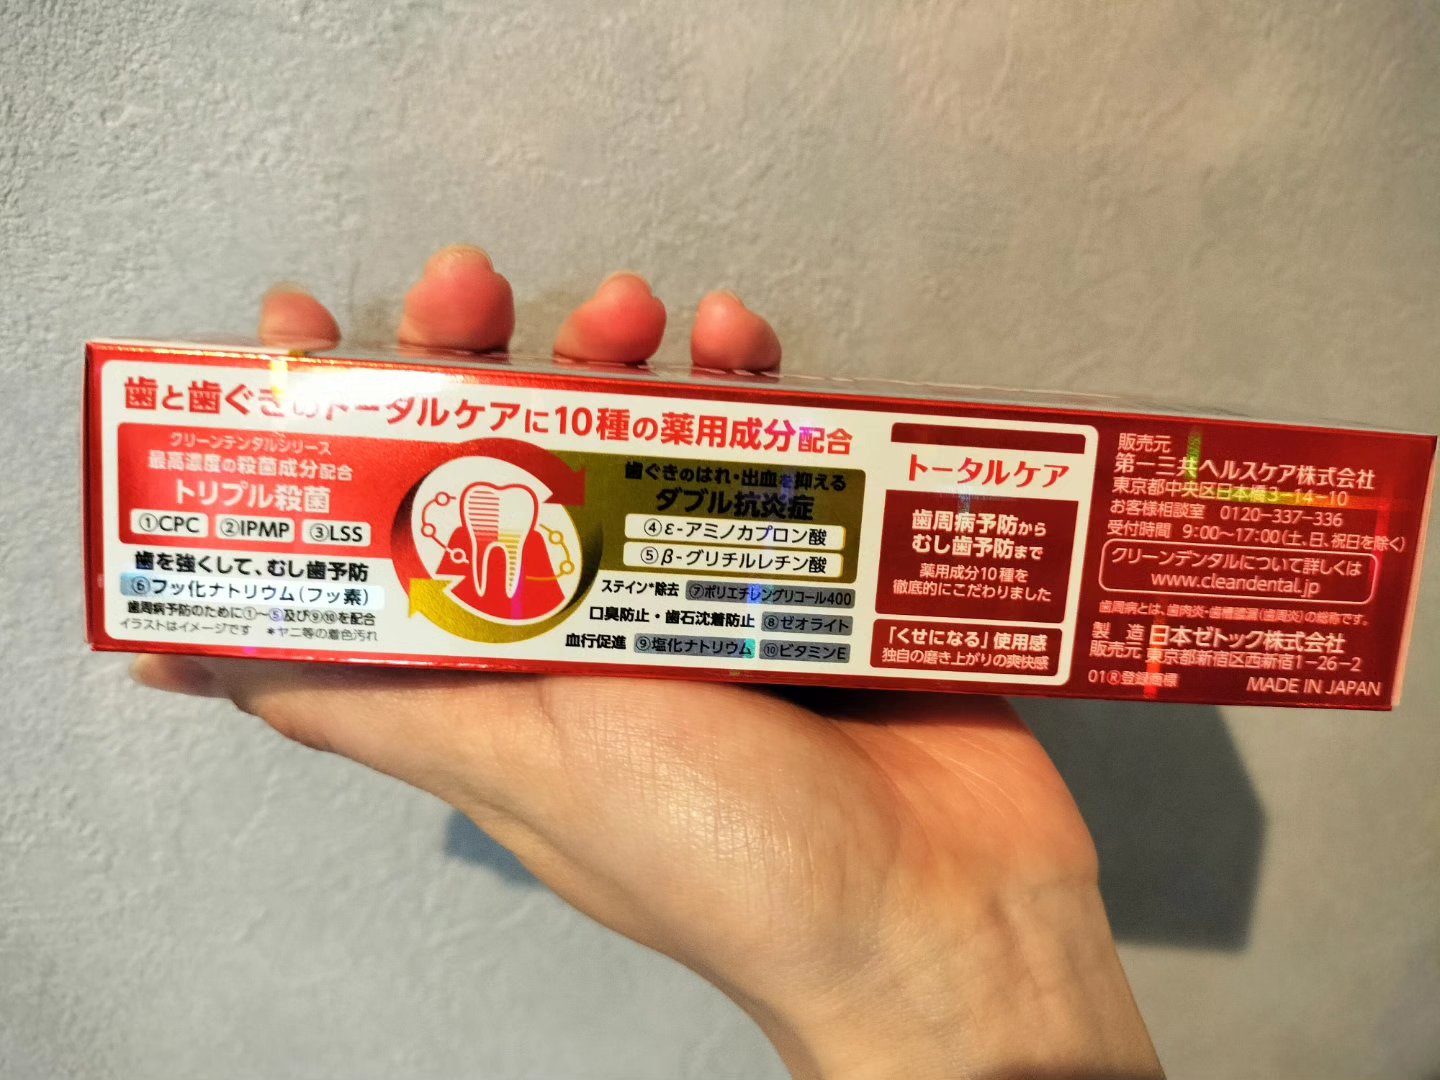 歯と歯ぐきのトータルケアに10種の薬用成分配合
クリーンデンタルシリーズ
最高濃度の殺菌成分配合
トリプル殺菌
①CPC ②IPMP ③LSS
歯を強くして、むし歯予防
⑥フッ化ナトリウム(フッ素)
歯周病予防のために①〜⑤及び⑨⑩を配合
イラストはイメージです *ヤニ等の着色汚れ
歯ぐきのはれ・出血を抑える
ダブル抗炎症
④ε-アミノカプロン酸
⑤β-グリチルレチン酸
ステイン*除去 ⑦ポリエチレングリコール400
口臭防止・歯石沈着防止 ⑧ゼオライト
血行促進 ⑨塩化ナトリウム ⑩ビタミンE
トータルケア
歯周病予防から
むし歯予防まで
薬用成分10種を
徹底的にこだわりました
「くせになる」使用感
独自の磨き上がりの爽快感
販売元
第一三共ヘルスケア株式会社
東京都中央区日本橋3-14-10
お客様相談室 0120-337-336
受付時間 9:00〜17:00(土、日、祝日を除く)
クリーンデンタルについて詳しくは
www.cleandental.jp
歯周病とは、歯肉炎・歯槽膿漏(歯周炎)の総称です。
製造販売元 日本ゼトック株式会社
東京都新宿区西新宿1-26-2
01®登録商標
MADE IN JAPAN